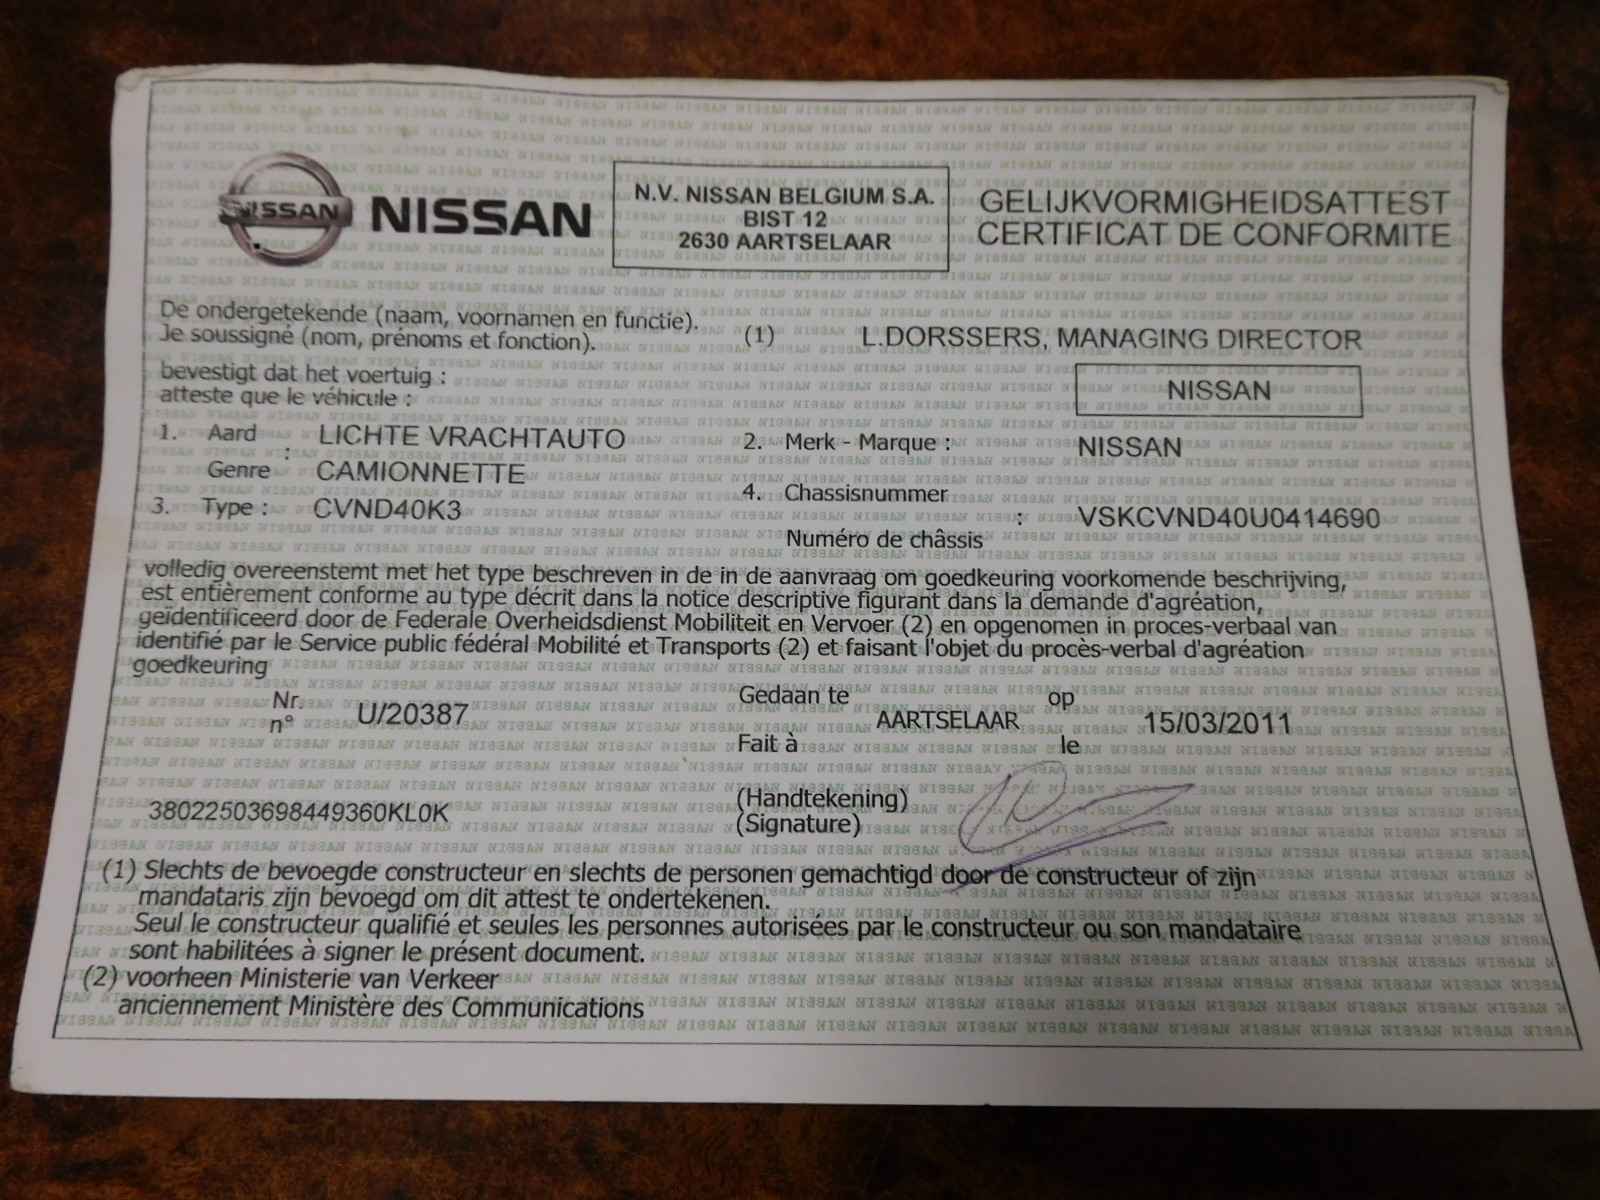 NISSAN NISSAN
N.V. NISSAN BELGIUM S.A.
BIST 12
2630 AARTSELAAR
GELIJKVORMIGHEIDSATTEST
CERTIFICAT DE CONFORMITE
De ondergetekende (naam, voornamen en functie).
Je soussigné (nom, prénoms et fonction).
(1) L.DORSSERS, MANAGING DIRECTOR
bevestigt dat het voertuig :
atteste que le véhicule :
NISSAN
1. Aard : LICHTE VRACHTAUTO
Genre CAMIONNETTE
2. Merk - Marque : NISSAN
3. Type : CVND40K3
4. Chassisnummer
Numéro de châssis : VSKCVND40U0414690
volledig overeenstemt met het type beschreven in de in de aanvraag om goedkeuring voorkomende beschrijving,
est entièrement conforme au type décrit dans la notice descriptive figurant dans la demande d'agréation,
geïdentificeerd door de Federale Overheidsdienst Mobiliteit en Vervoer (2) en opgenomen in proces-verbaal van
identifié par le Service public fédéral Mobilité et Transports (2) et faisant l'objet du procès-verbal d'agréation
goedkeuring
Nr.
n° U/20387
Gedaan te op
AARTSELAAR 15/03/2011
Fait à le
38022503698449360KL0K
(Handtekening)
(Signature)
(1) Slechts de bevoegde constructeur en slechts de personen gemachtigd door de constructeur of zijn
mandataris zijn bevoegd om dit attest te ondertekenen.
Seul le constructeur qualifié et seules les personnes autorisées par le constructeur ou son mandataire
sont habilitées à signer le présent document.
(2) voorheen Ministerie van Verkeer
anciennement Ministère des Communications